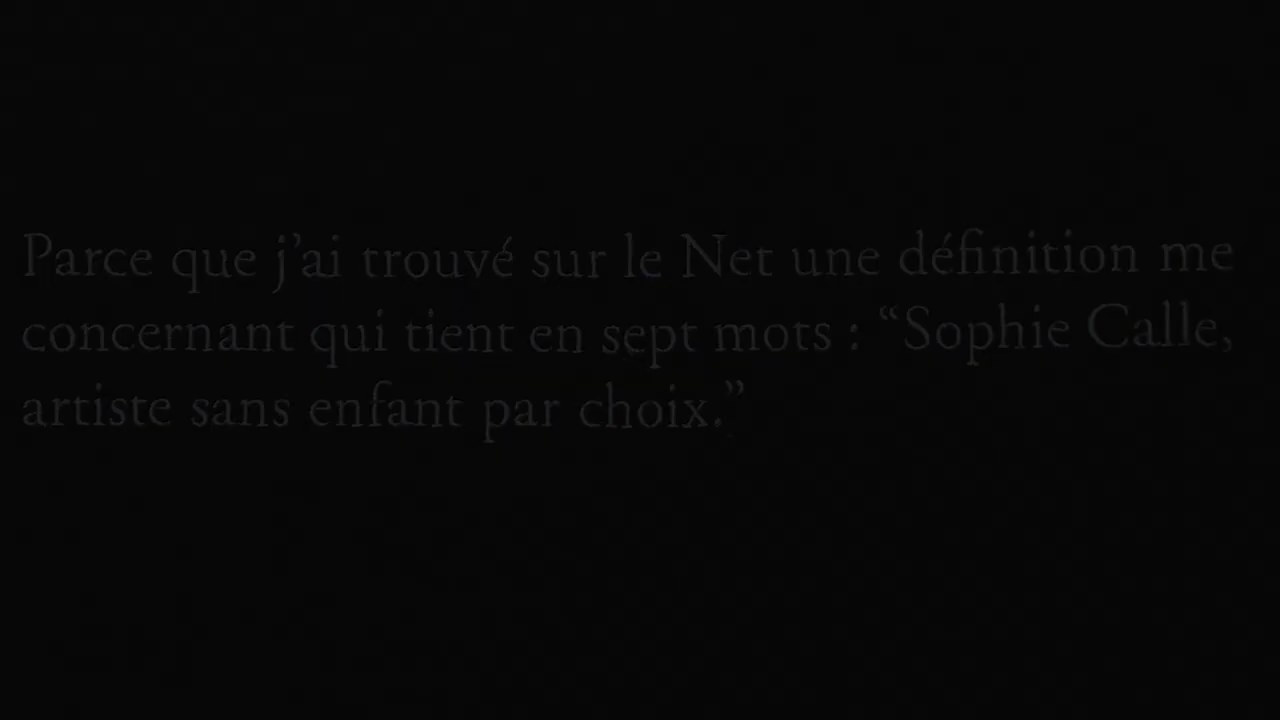 Parce que j’ai trouvé sur le Net une définition me
concernant qui tient en sept mots : “Sophie Calle,
artiste sans enfant par choix.”